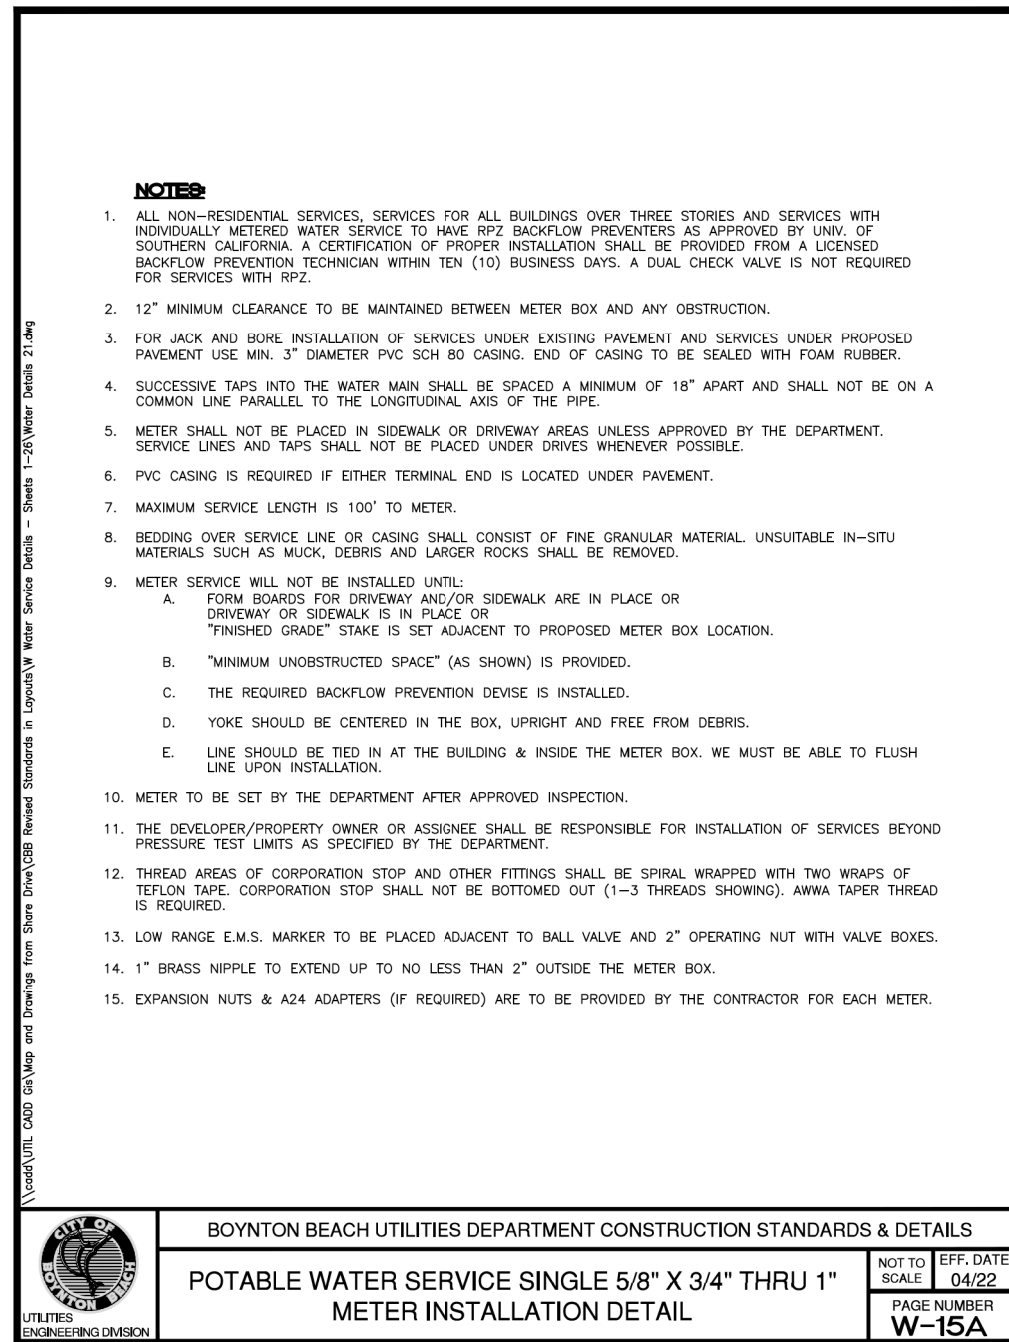 NOTES:
1. ALL NON-RESIDENTIAL SERVICES, SERVICES FOR ALL BUILDINGS OVER THREE STORIES AND SERVICES WITH
INDIVIDUALLY METERED WATER SERVICE TO HAVE RPZ BACKFLOW PREVENTERS AS APPROVED BY UNIV. OF
SOUTHERN CALIFORNIA. A CERTIFICATION OF PROPER INSTALLATION SHALL BE PROVIDED FROM A LICENSED
BACKFLOW PREVENTION TECHNICIAN WITHIN TEN (10) BUSINESS DAYS. A DUAL CHECK VALVE IS NOT REQUIRED
FOR SERVICES WITH RPZ.
2. 12" MINIMUM CLEARANCE TO BE MAINTAINED BETWEEN METER BOX AND ANY OBSTRUCTION.
3. FOR JACK AND BORE INSTALLATION OF SERVICES UNDER EXISTING PAVEMENT AND SERVICES UNDER PROPOSED
PAVEMENT USE MIN. 3" DIAMETER PVC SCH 80 CASING. END OF CASING TO BE SEALED WITH FOAM RUBBER.
4. SUCCESSIVE TAPS INTO THE WATER MAIN SHALL BE SPACED A MINIMUM OF 18" APART AND SHALL NOT BE ON A
COMMON LINE PARALLEL TO THE LONGITUDINAL AXIS OF THE PIPE.
5. METER SHALL NOT BE PLACED IN SIDEWALK OR DRIVEWAY AREAS UNLESS APPROVED BY THE DEPARTMENT.
SERVICE LINES AND TAPS SHALL NOT BE PLACED UNDER DRIVES WHENEVER POSSIBLE.
6. PVC CASING IS REQUIRED IF EITHER TERMINAL END IS LOCATED UNDER PAVEMENT.
7. MAXIMUM SERVICE LENGTH IS 100' TO METER.
8. BEDDING OVER SERVICE LINE OR CASING SHALL CONSIST OF FINE GRANULAR MATERIAL. UNSUITABLE IN-SITU
MATERIALS SUCH AS MUCK, DEBRIS AND LARGER ROCKS SHALL BE REMOVED.
9. METER SERVICE WILL NOT BE INSTALLED UNTIL:
A. FORM BOARDS FOR DRIVEWAY AND/OR SIDEWALK ARE IN PLACE OR
DRIVEWAY OR SIDEWALK IS IN PLACE OR
"FINISHED GRADE" STAKE IS SET ADJACENT TO PROPOSED METER BOX LOCATION.
B. "MINIMUM UNOBSTRUCTED SPACE" (AS SHOWN) IS PROVIDED.
C. THE REQUIRED BACKFLOW PREVENTION DEVISE IS INSTALLED.
D. YOKE SHOULD BE CENTERED IN THE BOX, UPRIGHT AND FREE FROM DEBRIS.
E. LINE SHOULD BE TIED IN AT THE BUILDING & INSIDE THE METER BOX. WE MUST BE ABLE TO FLUSH
LINE UPON INSTALLATION.
10. METER TO BE SET BY THE DEPARTMENT AFTER APPROVED INSPECTION.
11. THE DEVELOPER/PROPERTY OWNER OR ASSIGNEE SHALL BE RESPONSIBLE FOR INSTALLATION OF SERVICES BEYOND
PRESSURE TEST LIMITS AS SPECIFIED BY THE DEPARTMENT.
12. THREAD AREAS OF CORPORATION STOP AND OTHER FITTINGS SHALL BE SPIRAL WRAPPED WITH TWO WRAPS OF
TEFLON TAPE. CORPORATION STOP SHALL NOT BE BOTTOMED OUT (1-3 THREADS SHOWING). AWWA TAPER THREAD
IS REQUIRED.
13. LOW RANGE E.M.S. MARKER TO BE PLACED ADJACENT TO BALL VALVE AND 2" OPERATING NUT WITH VALVE BOXES.
14. 1" BRASS NIPPLE TO EXTEND UP TO NO LESS THAN 2" OUTSIDE THE METER BOX.
15. EXPANSION NUTS & A24 ADAPTERS (IF REQUIRED) ARE TO BE PROVIDED BY THE CONTRACTOR FOR EACH METER.
\\cadd\UTIL CADD Gis\Map and Drawings from Share Drive\CBB Revised Standards in Layouts\W Water Service Details - Sheets 1-26\Water Details 21.dwg
CITY OF
BOYNTON BEACH
UTILITIES
ENGINEERING DIVISION
BOYNTON BEACH UTILITIES DEPARTMENT CONSTRUCTION STANDARDS & DETAILS
POTABLE WATER SERVICE SINGLE 5/8" X 3/4" THRU 1"
METER INSTALLATION DETAIL
NOT TO
SCALE
EFF. DATE
04/22
PAGE NUMBER
W-15A